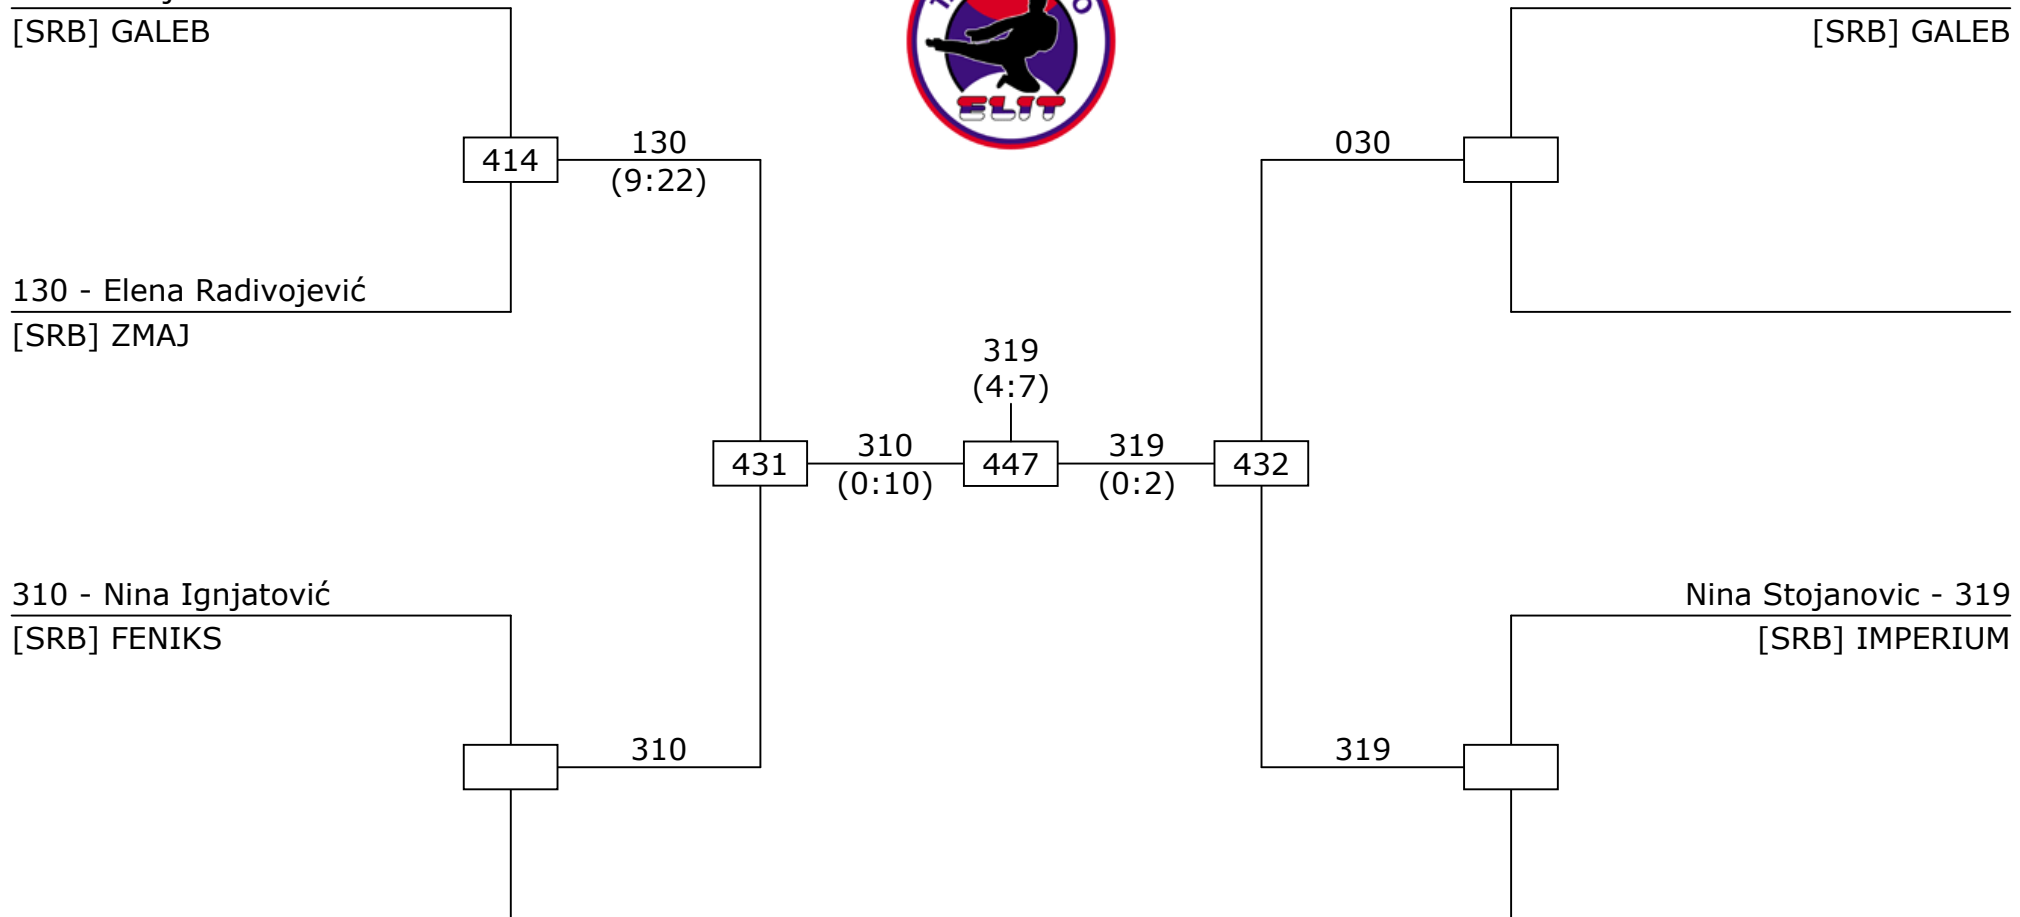 [SRB] GALEB
[SRB] GALEB
ELIT
414
130
(9:22)
030
130 - Elena Radivojević
[SRB] ZMAJ
319
(4:7)
431
310
(0:10)
447
319
(0:2)
432
310 - Nina Ignjatović
[SRB] FENIKS
Nina Stojanovic - 319
[SRB] IMPERIUM
310
319